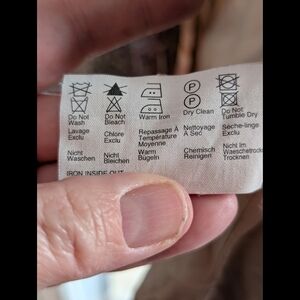 P P
Do Not Do Not Warm Iron Dry Clean Do Not
Wash Bleach Tumble Dry
Lavage Chlore Repassage À Nettoyage Sèche-linge
Exclu Exclu Température À Sec Exclu
Moyenne
Nicht Nicht Warm Chemisch Nicht Im
Waschen Bleichen Bügeln Reinigen Waeschetrock
Trocknen
IRON INSIDE OUT